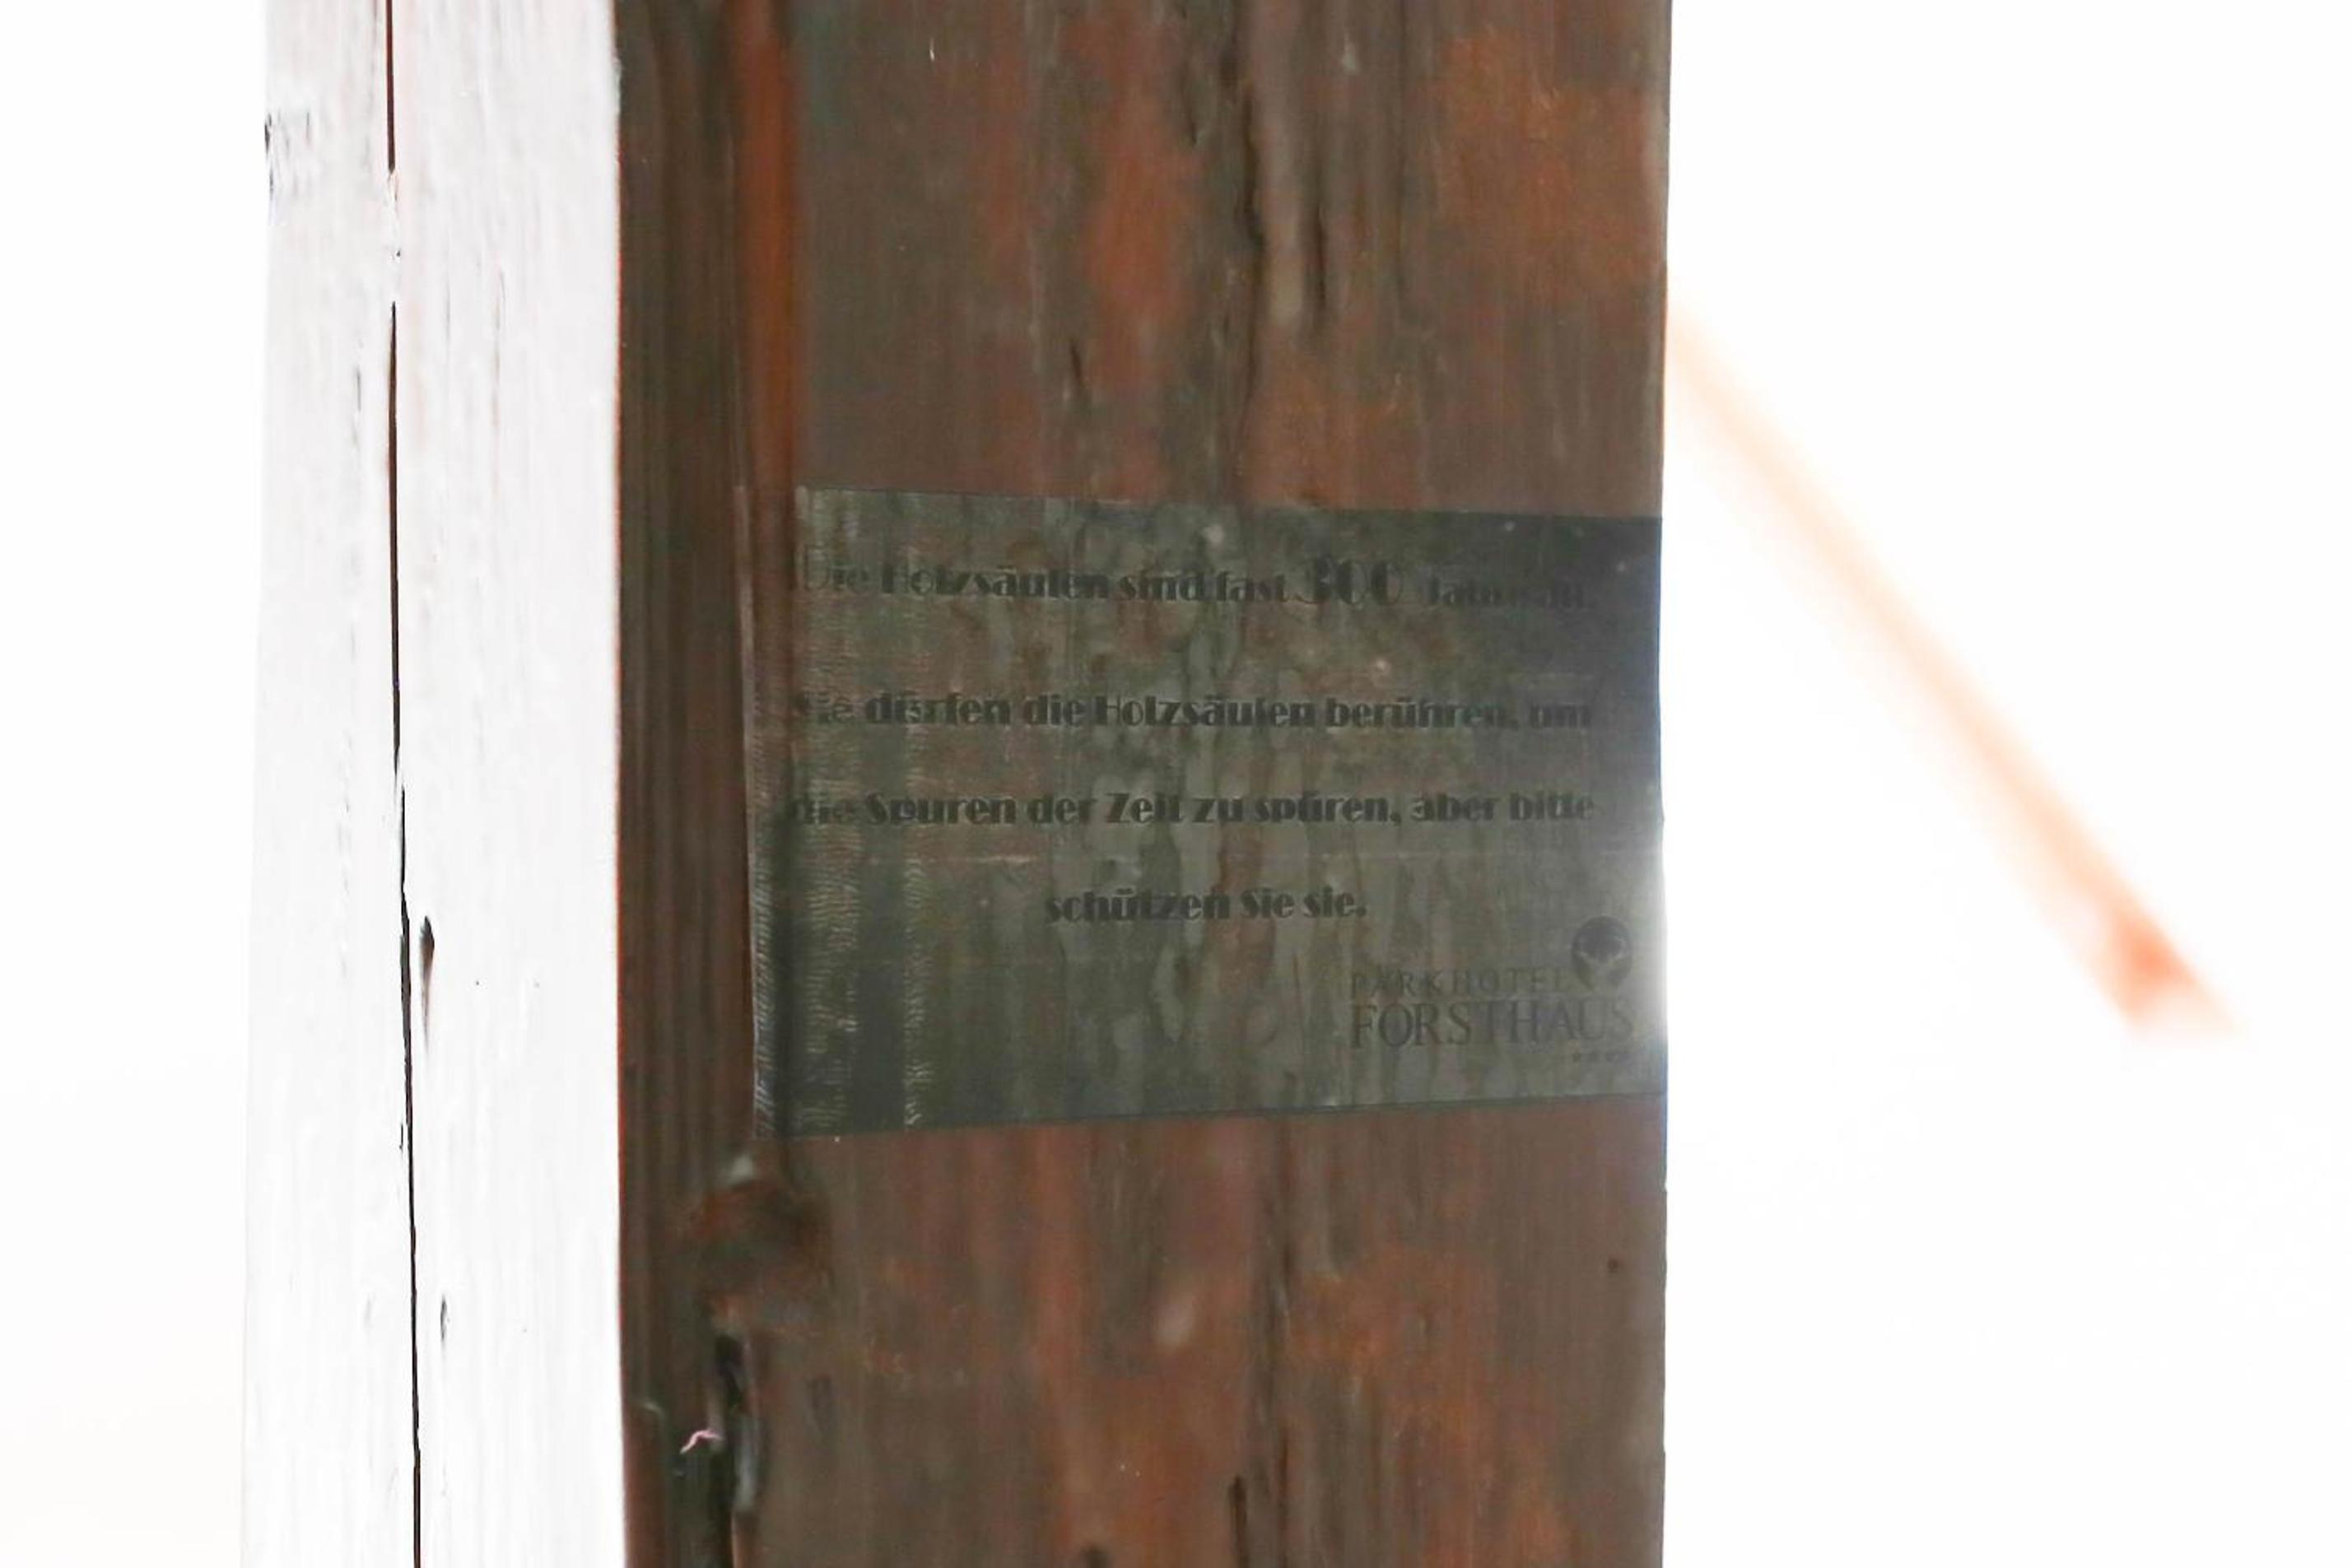 Die Holzsäulen sind fast 300 Jahre alt.
Sie dürfen die Holzsäulen berühren, um
die Spuren der Zeit zu spüren, aber bitte
schützen Sie sie.
PARKHOTEL
FORSTHAUS